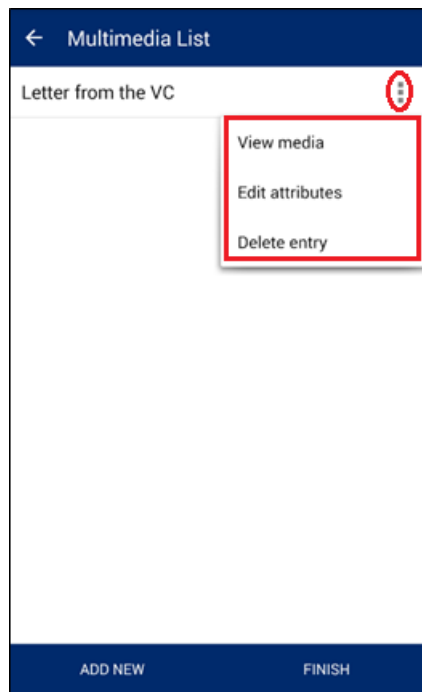 Multimedia List
Letter from the VC
View media
Edit attributes
Delete entry
ADD NEW FINISH